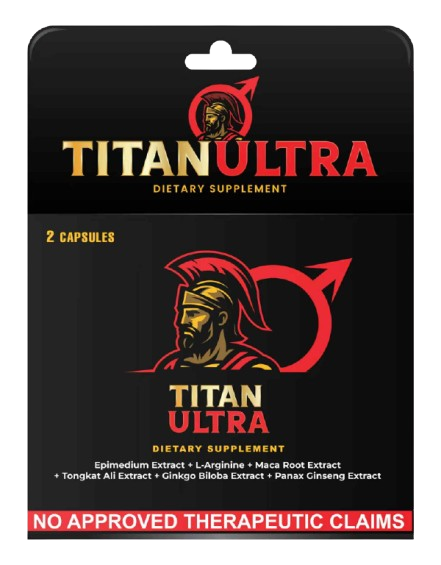 TITANULTRA
DIETARY SUPPLEMENT
2 CAPSULES
TITAN
ULTRA
DIETARY SUPPLEMENT
Epimedium Extract + L-Arginine + Maca Root Extract
+ Tongkat Ali Extract + Ginkgo Biloba Extract + Panax Ginseng Extract
NO APPROVED THERAPEUTIC CLAIMS